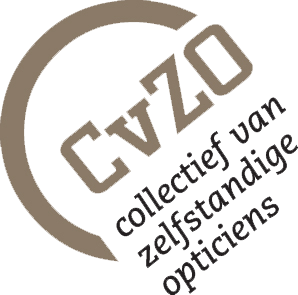 CvZO
collectief van
zelfstandige
opticiens